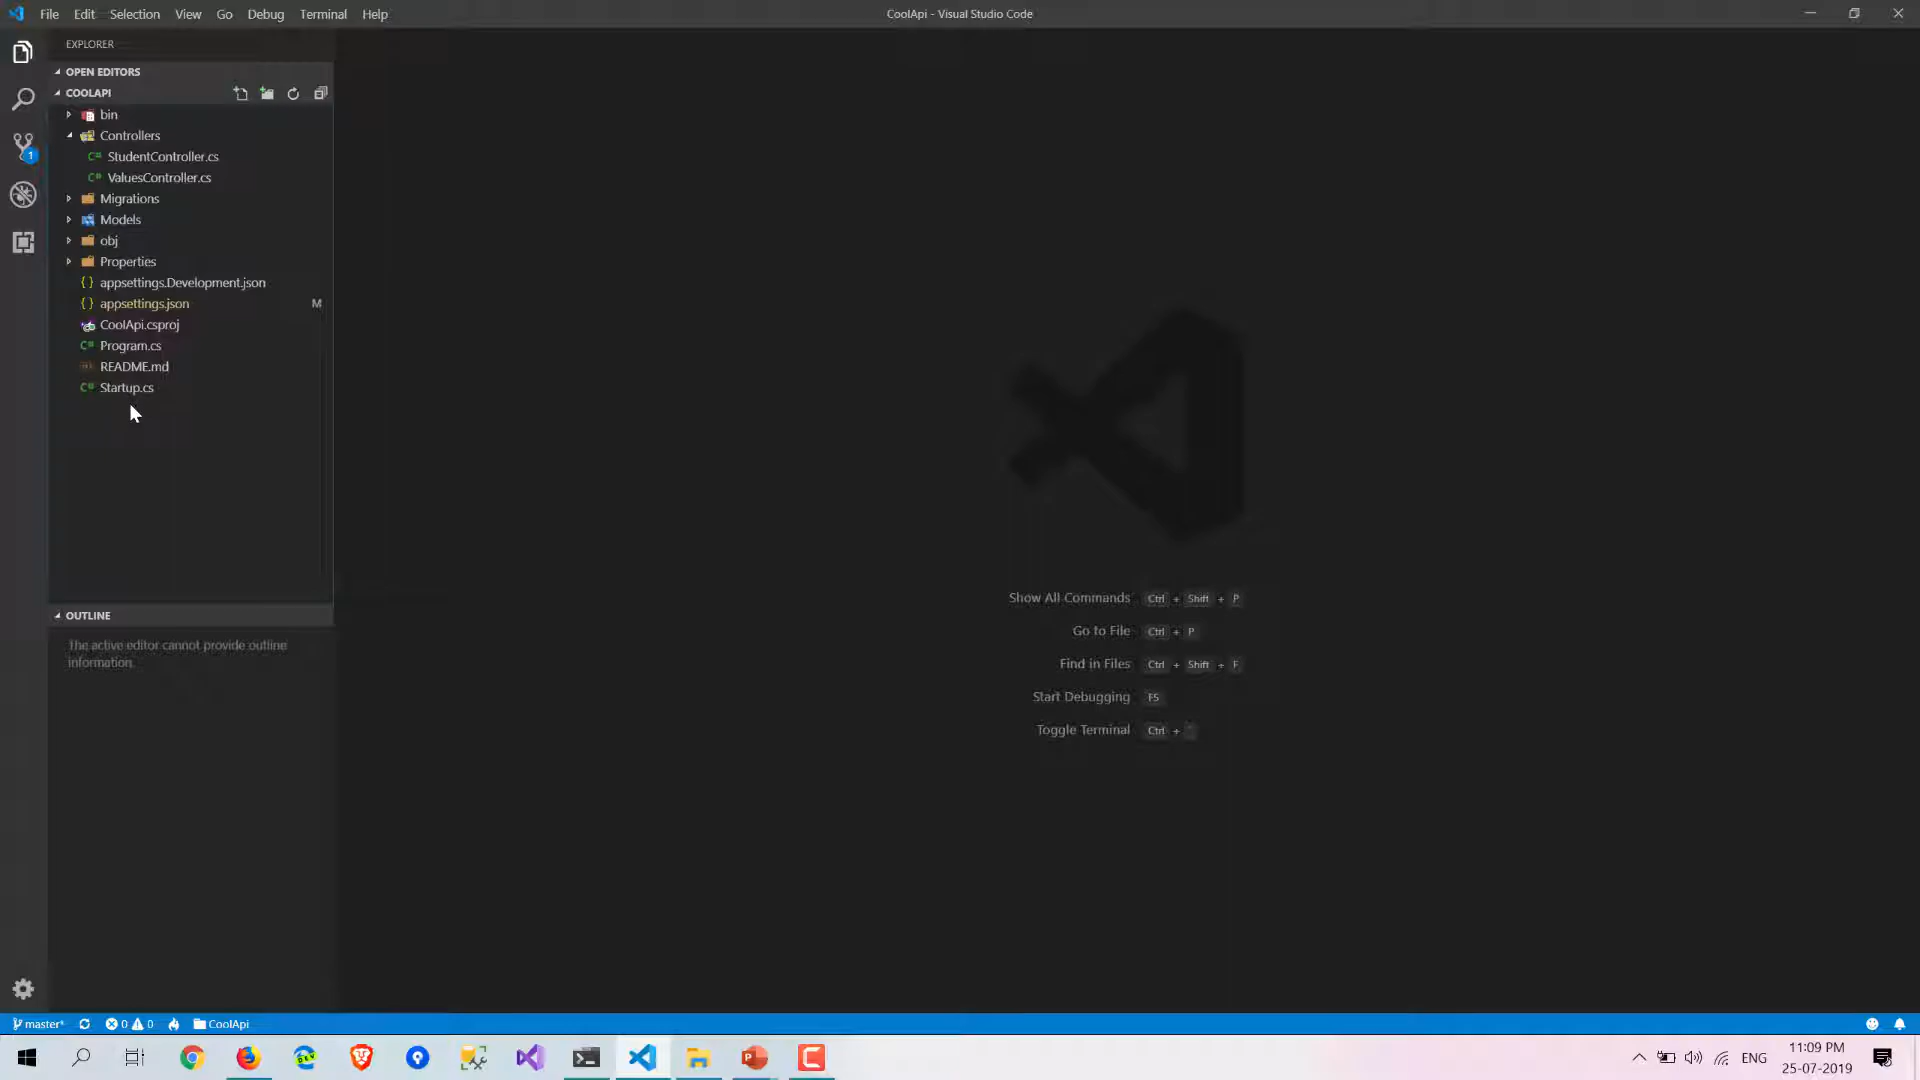 File Edit Selection View Go Debug Terminal Help
CoolApi - Visual Studio Code
EXPLORER
OPEN EDITORS
COOLAPI
bin
Controllers
C# StudentController.cs
C# ValuesController.cs
Migrations
Models
obj
Properties
{ } appsettings.Development.json
{ } appsettings.json M
CoolApi.csproj
C# Program.cs
README.md
C# Startup.cs
OUTLINE
The active editor cannot provide outline
information.
Show All Commands Ctrl + Shift + P
Go to File Ctrl + P
Find in Files Ctrl + Shift + F
Start Debugging F5
Toggle Terminal Ctrl + `
1
master* 0 0 CoolApi
DEV
P
ENG
11:09 PM
25-07-2019